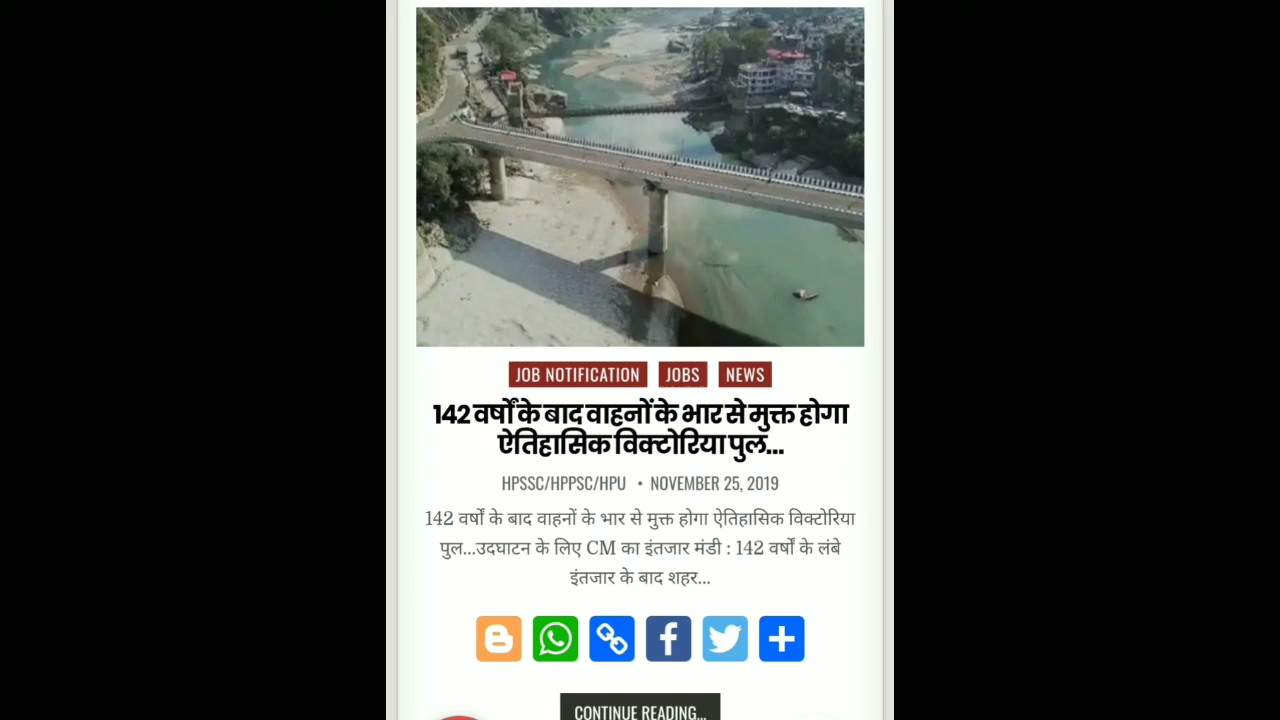 JOB NOTIFICATION JOBS NEWS
142 वर्षों के बाद वाहनों के भार से मुक्त होगा
ऐतिहासिक विक्टोरिया पुल...
HPSSC/HPPSC/HPU • NOVEMBER 25, 2019
142 वर्षों के बाद वाहनों के भार से मुक्त होगा ऐतिहासिक विक्टोरिया
पुल...उदघाटन के लिए CM का इंतजार मंडी : 142 वर्षों के लंबे
इंतजार के बाद शहर...
CONTINUE READING...